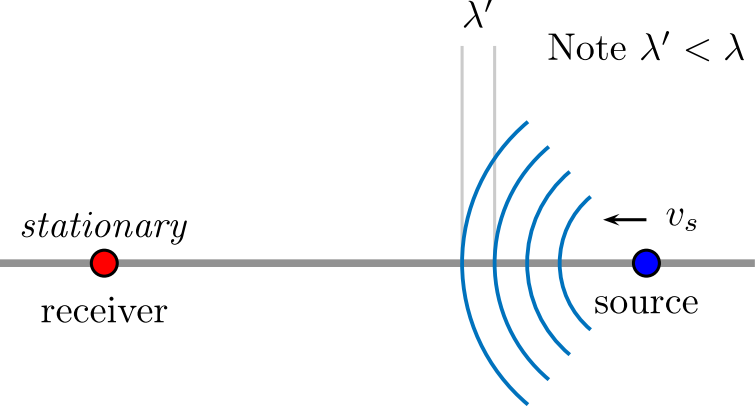 λ′
Note λ′ < λ
stationary
v_s
receiver
source